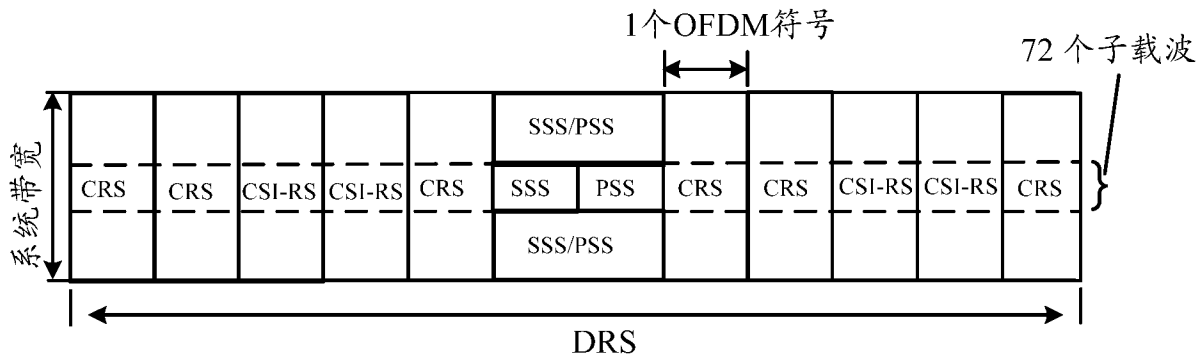 1个OFDM符号
72 个子载波
系统带宽
SSS/PSS
CRS CRS CSI-RS CSI-RS CRS SSS PSS CRS CRS CSI-RS CSI-RS CRS
SSS/PSS
DRS